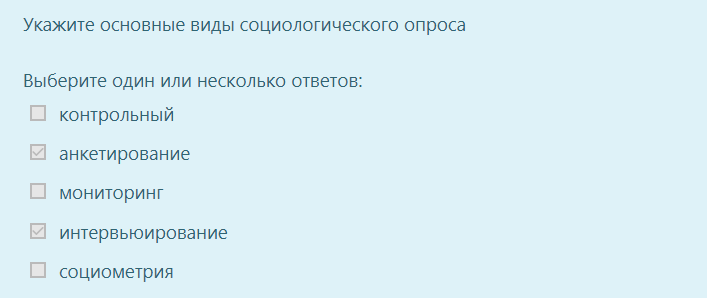 Укажите основные виды социологического опроса
Выберите один или несколько ответов:
контрольный
анкетирование
мониторинг
интервьюирование
социометрия